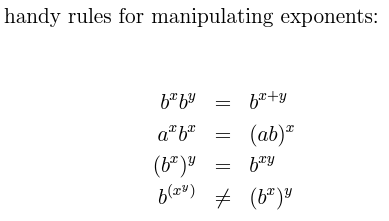 handy rules for manipulating exponents:
b^x b^y = b^{x+y}
a^x b^x = (ab)^x
(b^x)^y = b^{xy}
b^{(x^y)} ≠ (b^x)^y